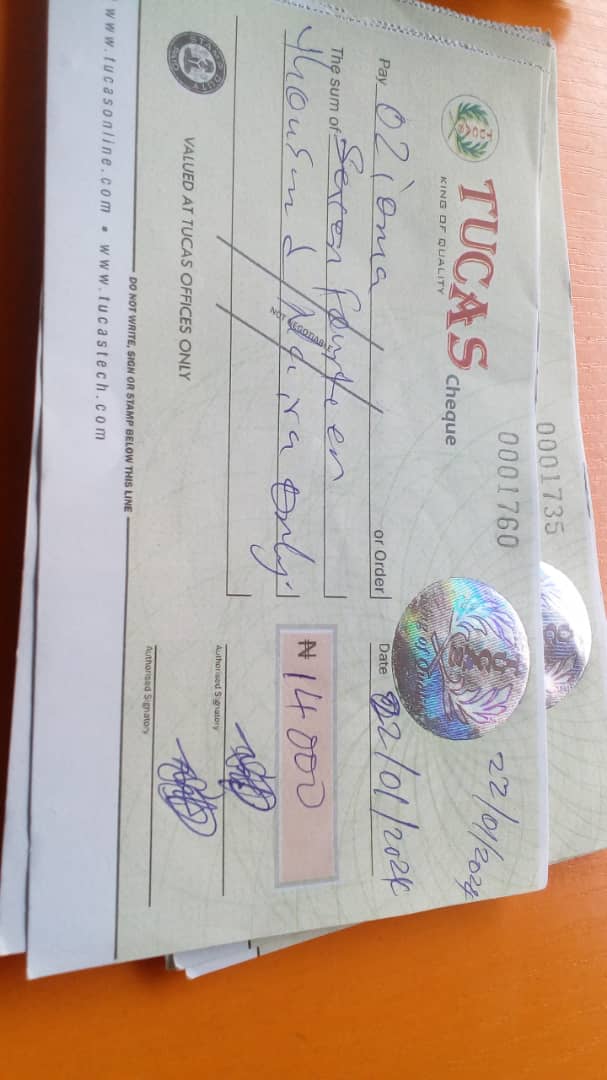 0001735
TUCAS Cheque
TUCAS
KING OF QUALITY
0001760
22/01/2024
Pay Ozioma or Order
Date 22/01/2024
The sum of Seven Fourteen
Thousand Naira Only.
₦ 14000
NOT NEGOTIABLE
VALUED AT TUCAS OFFICES ONLY
Authorised Signatory
Authorised Signatory
DO NOT WRITE, SIGN OR STAMP BELOW THIS LINE
www.tucasonline.com • www.tucastech.com